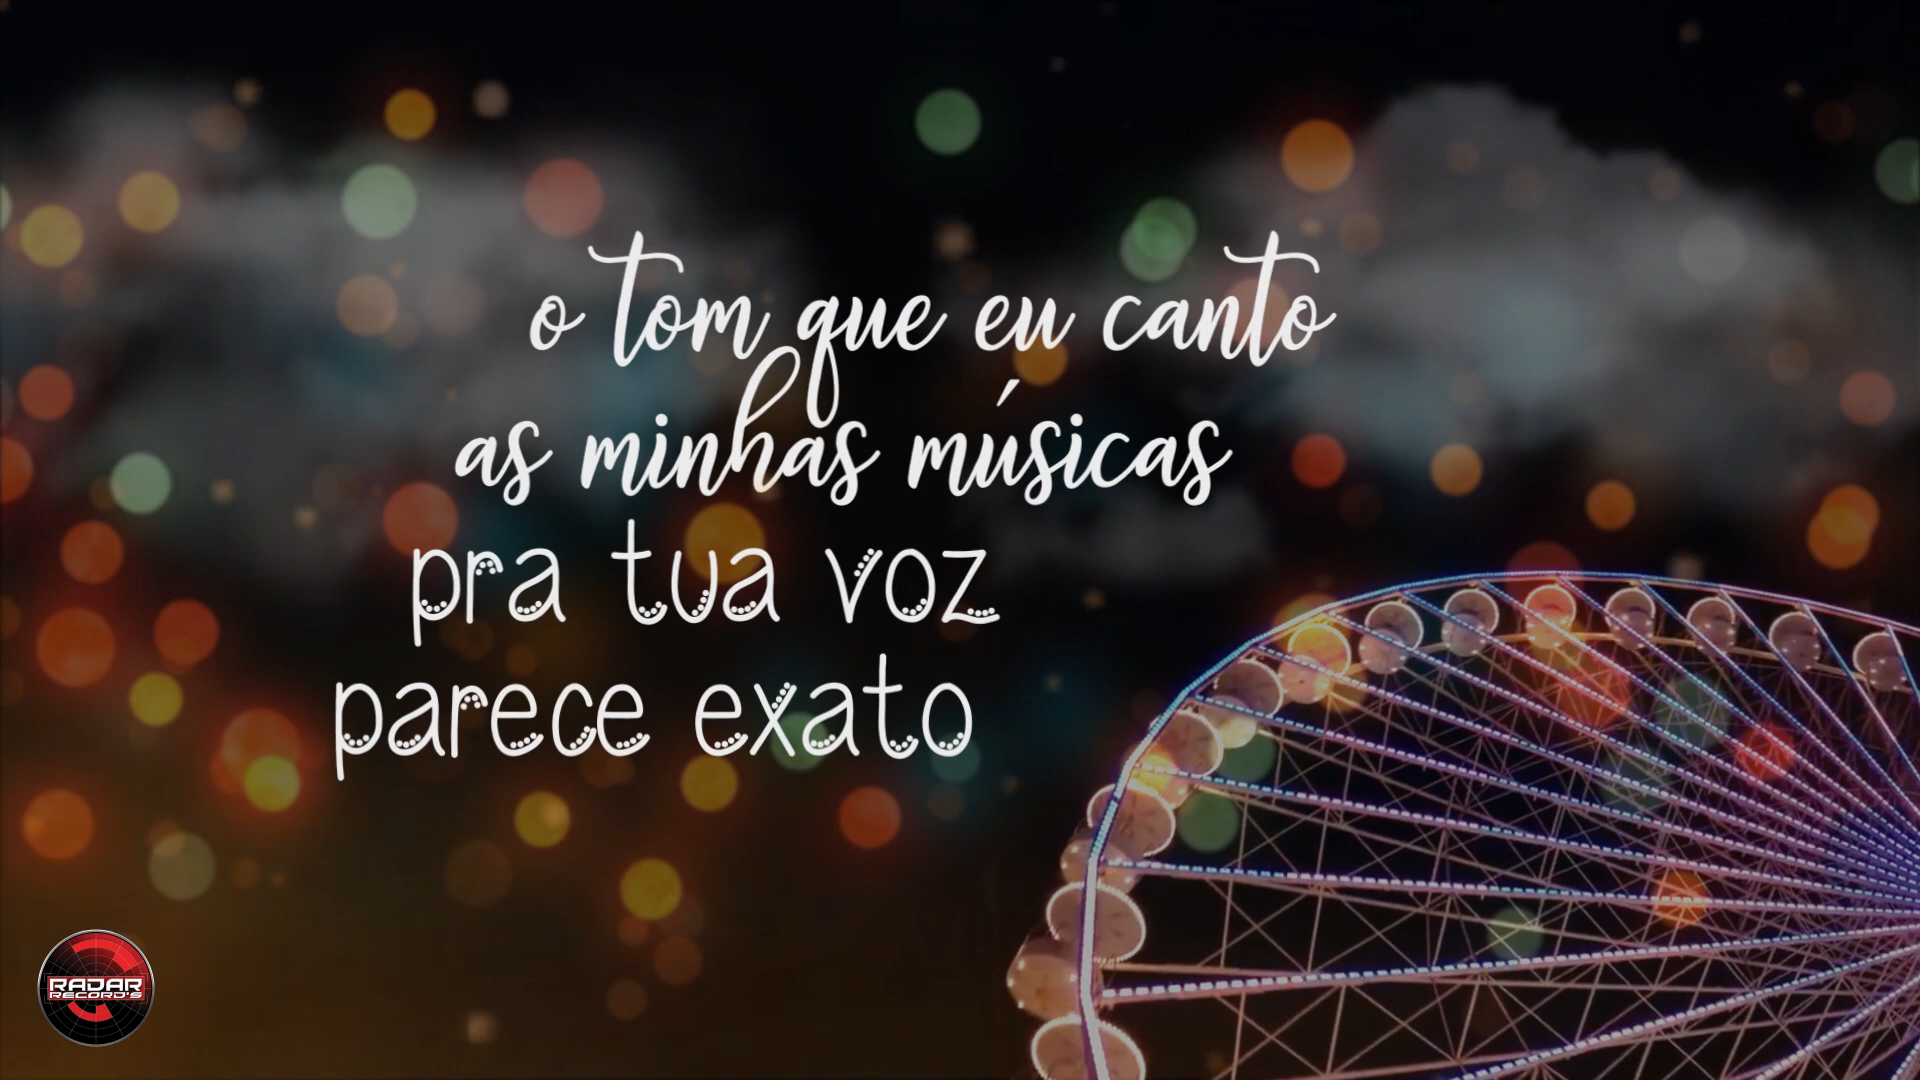 o tom que eu canto
as minhas músicas
pra tua voz
parece exato
RADAR
RECORD'S